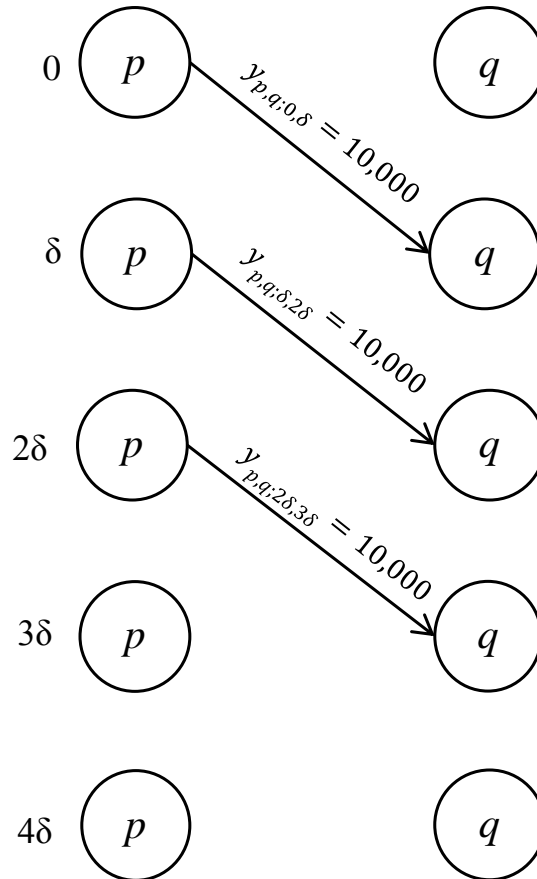 0 p q
y_{p,q;0,δ} = 10,000
δ p q
y_{p,q;δ,2δ} = 10,000
2δ p q
y_{p,q;2δ,3δ} = 10,000
3δ p q
4δ p q